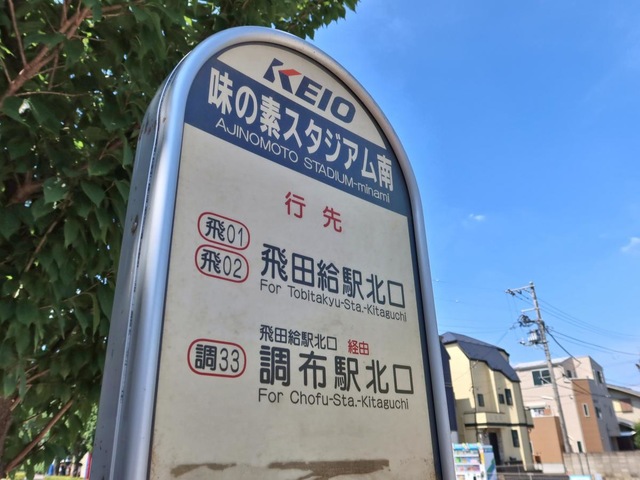 KEIO
味の素スタジアム南
AJINOMOTO STADIUM-minami
行先
飛01
飛02
飛田給駅北口
For Tobitakyu-Sta.-Kitaguchi
調33
飛田給駅北口 経由
調布駅北口
For Chofu-Sta.-Kitaguchi